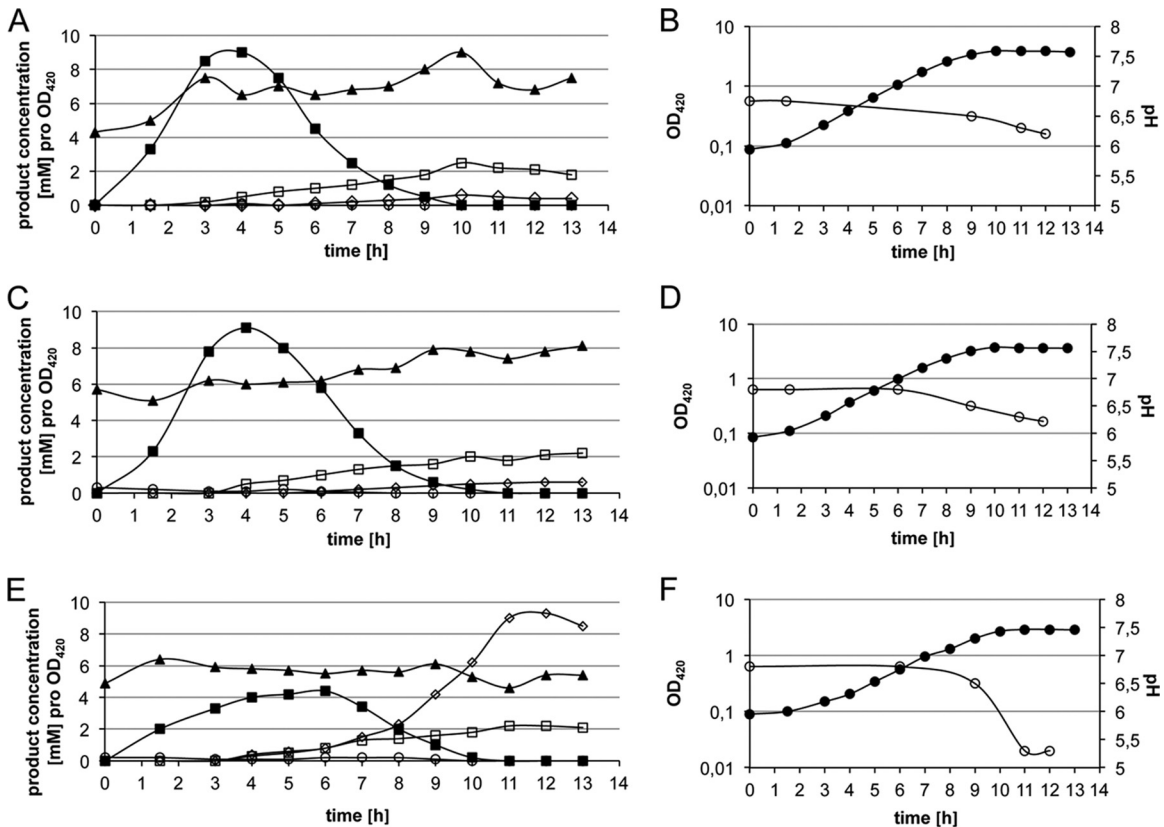 A
product concentration
[mM] pro OD420
10
8
6
4
2
0
0 1 2 3 4 5 6 7 8 9 10 11 12 13 14
time [h]
B
OD420
10
1
0,1
0,01
8
7,5
7
6,5
6
5,5
5
pH
0 1 2 3 4 5 6 7 8 9 10 11 12 13 14
time [h]
C
product concentration
[mM] pro OD420
10
8
6
4
2
0
0 1 2 3 4 5 6 7 8 9 10 11 12 13 14
time [h]
D
OD420
10
1
0,1
0,01
8
7,5
7
6,5
6
5,5
5
pH
0 1 2 3 4 5 6 7 8 9 10 11 12 13
time [h]
E
product concentration
[mM] pro OD420
10
8
6
4
2
0
0 1 2 3 4 5 6 7 8 9 10 11 12 13 14
time [h]
F
OD420
10
1
0,1
0,01
8
7,5
7
6,5
6
5,5
5
pH
0 1 2 3 4 5 6 7 8 9 10 11 12 13 14
time [h]